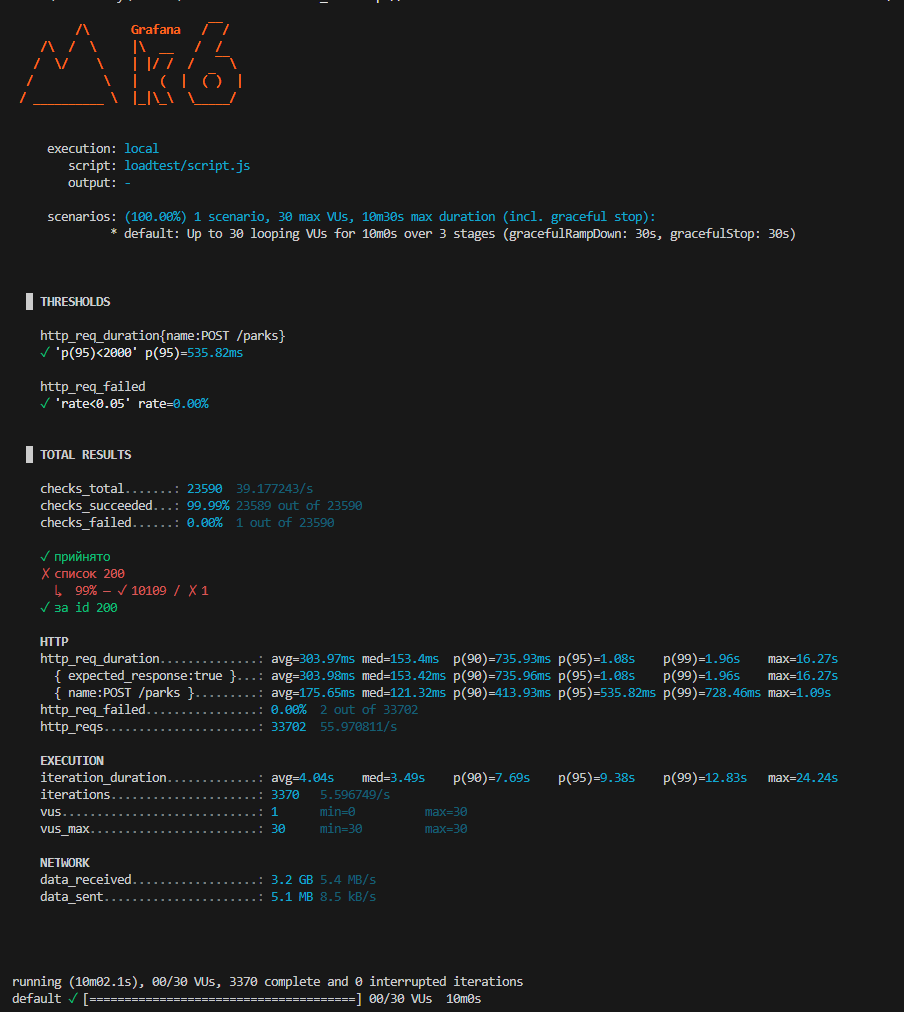 Grafana
execution: local
script: loadtest/script.js
output: -
scenarios: (100.00%) 1 scenario, 30 max VUs, 10m30s max duration (incl. graceful stop):
* default: Up to 30 looping VUs for 10m0s over 3 stages (gracefulRampDown: 30s, gracefulStop: 30s)
THRESHOLDS
http_req_duration{name:POST /parks}
✓ 'p(95)<2000' p(95)=535.82ms
http_req_failed
✓ 'rate<0.05' rate=0.00%
TOTAL RESULTS
checks_total.......: 23590 39.177243/s
checks_succeeded...: 99.99% 23589 out of 23590
checks_failed......: 0.00% 1 out of 23590
✓ прийнято
✗ список 200
↳ 99% — ✓ 10109 / ✗ 1
✓ за id 200
HTTP
http_req_duration..............: avg=303.97ms med=153.4ms p(90)=735.93ms p(95)=1.08s p(99)=1.96s max=16.27s
{ expected_response:true }...: avg=303.98ms med=153.42ms p(90)=735.96ms p(95)=1.08s p(99)=1.96s max=16.27s
{ name:POST /parks }.........: avg=175.65ms med=121.32ms p(90)=413.93ms p(95)=535.82ms p(99)=728.46ms max=1.09s
http_req_failed................: 0.00% 2 out of 33702
http_reqs......................: 33702 55.970811/s
EXECUTION
iteration_duration.............: avg=4.04s med=3.49s p(90)=7.69s p(95)=9.38s p(99)=12.83s max=24.24s
iterations.....................: 3370 5.596749/s
vus............................: 1 min=0 max=30
vus_max........................: 30 min=30 max=30
NETWORK
data_received..................: 3.2 GB 5.4 MB/s
data_sent......................: 5.1 MB 8.5 kB/s
running (10m02.1s), 00/30 VUs, 3370 complete and 0 interrupted iterations
default ✓ [======================================] 00/30 VUs 10m0s